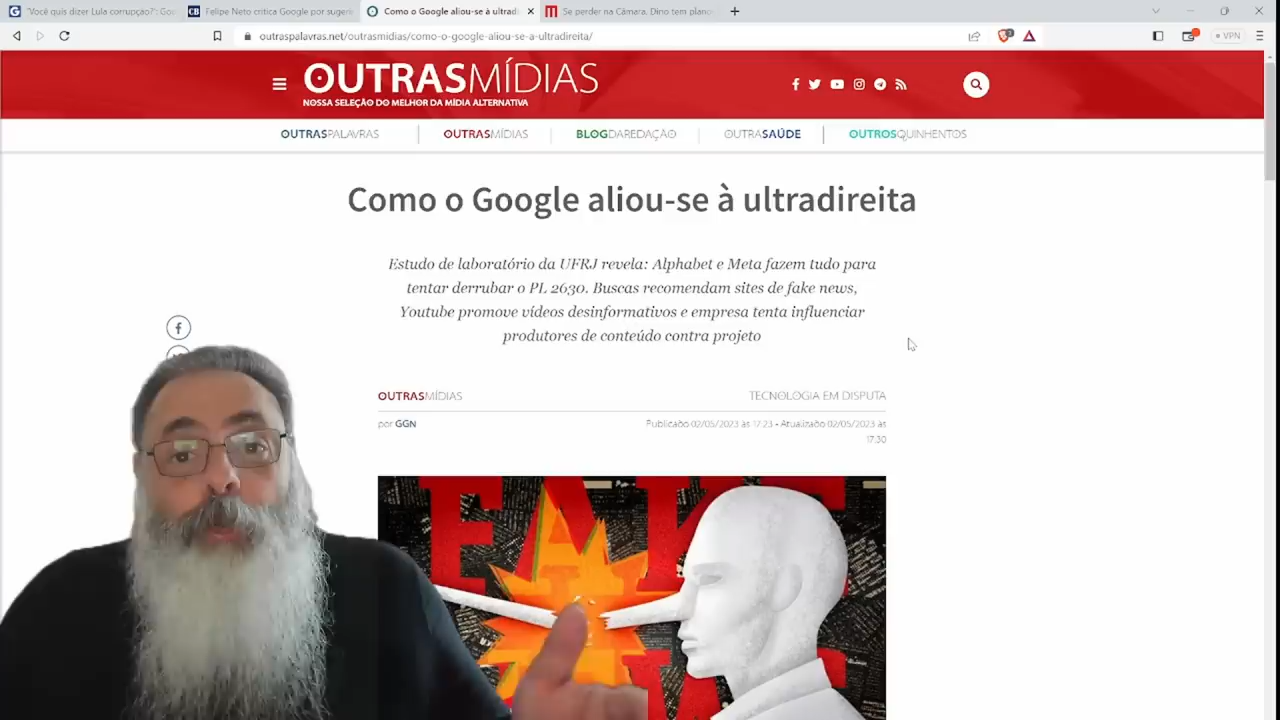 "Você quis dizer Lula corrupção?": Goo
Felipe Neto critica Google por sugerir
Como o Google aliou-se à ultradi
Se perder na Câmara, Dino tem plano
outraspalavras.net/outrasmidias/como-o-google-aliou-se-a-ultradireita/
VPN
OUTRASMÍDIAS
NOSSA SELEÇÃO DO MELHOR DA MÍDIA ALTERNATIVA
OUTRASPALAVRAS
OUTRASMÍDIAS
BLOGDAREDAÇÃO
OUTRASAÚDE
OUTROSQUINHENTOS
Como o Google aliou-se à ultradireita
Estudo de laboratório da UFRJ revela: Alphabet e Meta fazem tudo para
tentar derrubar o PL 2630. Buscas recomendam sites de fake news,
Youtube promove vídeos desinformativos e empresa tenta influenciar
produtores de conteúdo contra projeto
OUTRASMÍDIAS
TECNOLOGIA EM DISPUTA
por GGN
Publicado 02/05/2023 às 17:23 - Atualizado 02/05/2023 às
17:30